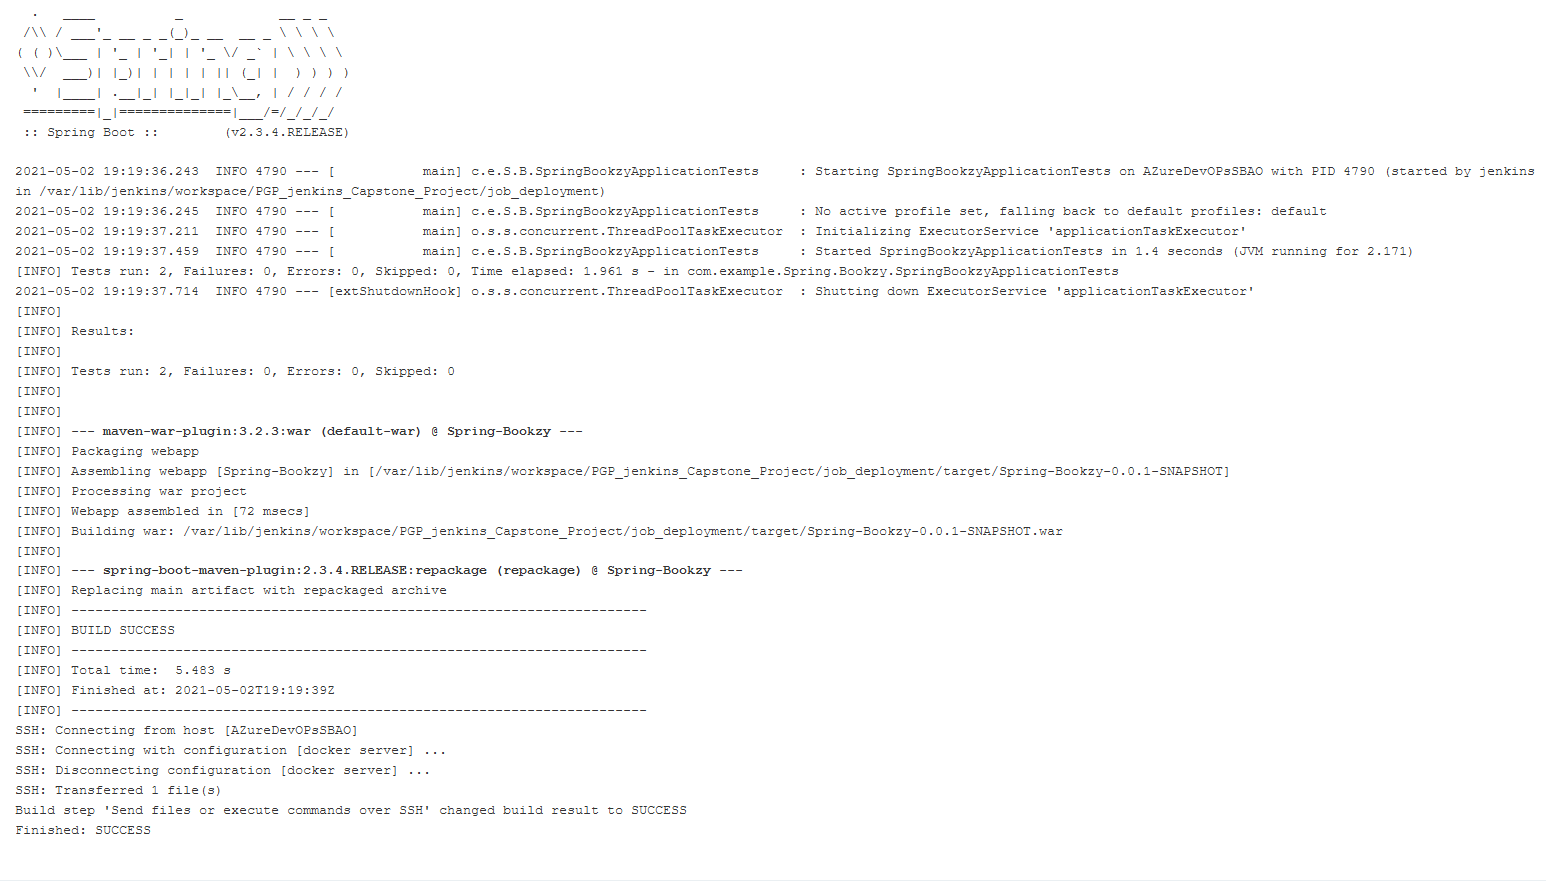 .   ____          _            __ _ _
 /\\ / ___'_ __ _ _(_)_ __  __ _ \ \ \ \
( ( )\___ | '_ | '_| | '_ \/ _` | \ \ \ \
 \\/  ___)| |_)| | | | | || (_| |  ) ) ) )
  '  |____| .__|_| |_|_| |_\__, | / / / /
 =========|_|==============|___/=/_/_/_/
 :: Spring Boot ::        (v2.3.4.RELEASE)
2021-05-02 19:19:36.243  INFO 4790 --- [           main] c.e.S.B.SpringBookzyApplicationTests     : Starting SpringBookzyApplicationTests on AZureDevOPsSBAO with PID 4790 (started by jenkins
in /var/lib/jenkins/workspace/PGP_jenkins_Capstone_Project/job_deployment)
2021-05-02 19:19:36.245  INFO 4790 --- [           main] c.e.S.B.SpringBookzyApplicationTests     : No active profile set, falling back to default profiles: default
2021-05-02 19:19:37.211  INFO 4790 --- [           main] o.s.s.concurrent.ThreadPoolTaskExecutor  : Initializing ExecutorService 'applicationTaskExecutor'
2021-05-02 19:19:37.459  INFO 4790 --- [           main] c.e.S.B.SpringBookzyApplicationTests     : Started SpringBookzyApplicationTests in 1.4 seconds (JVM running for 2.171)
[INFO] Tests run: 2, Failures: 0, Errors: 0, Skipped: 0, Time elapsed: 1.961 s - in com.example.Spring.Bookzy.SpringBookzyApplicationTests
2021-05-02 19:19:37.714  INFO 4790 --- [extShutdownHook] o.s.s.concurrent.ThreadPoolTaskExecutor  : Shutting down ExecutorService 'applicationTaskExecutor'
[INFO]
[INFO] Results:
[INFO]
[INFO] Tests run: 2, Failures: 0, Errors: 0, Skipped: 0
[INFO]
[INFO]
[INFO] --- maven-war-plugin:3.2.3:war (default-war) @ Spring-Bookzy ---
[INFO] Packaging webapp
[INFO] Assembling webapp [Spring-Bookzy] in [/var/lib/jenkins/workspace/PGP_jenkins_Capstone_Project/job_deployment/target/Spring-Bookzy-0.0.1-SNAPSHOT]
[INFO] Processing war project
[INFO] Webapp assembled in [72 msecs]
[INFO] Building war: /var/lib/jenkins/workspace/PGP_jenkins_Capstone_Project/job_deployment/target/Spring-Bookzy-0.0.1-SNAPSHOT.war
[INFO]
[INFO] --- spring-boot-maven-plugin:2.3.4.RELEASE:repackage (repackage) @ Spring-Bookzy ---
[INFO] Replacing main artifact with repackaged archive
[INFO] ------------------------------------------------------------------------
[INFO] BUILD SUCCESS
[INFO] ------------------------------------------------------------------------
[INFO] Total time:  5.483 s
[INFO] Finished at: 2021-05-02T19:19:39Z
[INFO] ------------------------------------------------------------------------
SSH: Connecting from host [AZureDevOPsSBAO]
SSH: Connecting with configuration [docker server] ...
SSH: Disconnecting configuration [docker server] ...
SSH: Transferred 1 file(s)
Build step 'Send files or execute commands over SSH' changed build result to SUCCESS
Finished: SUCCESS